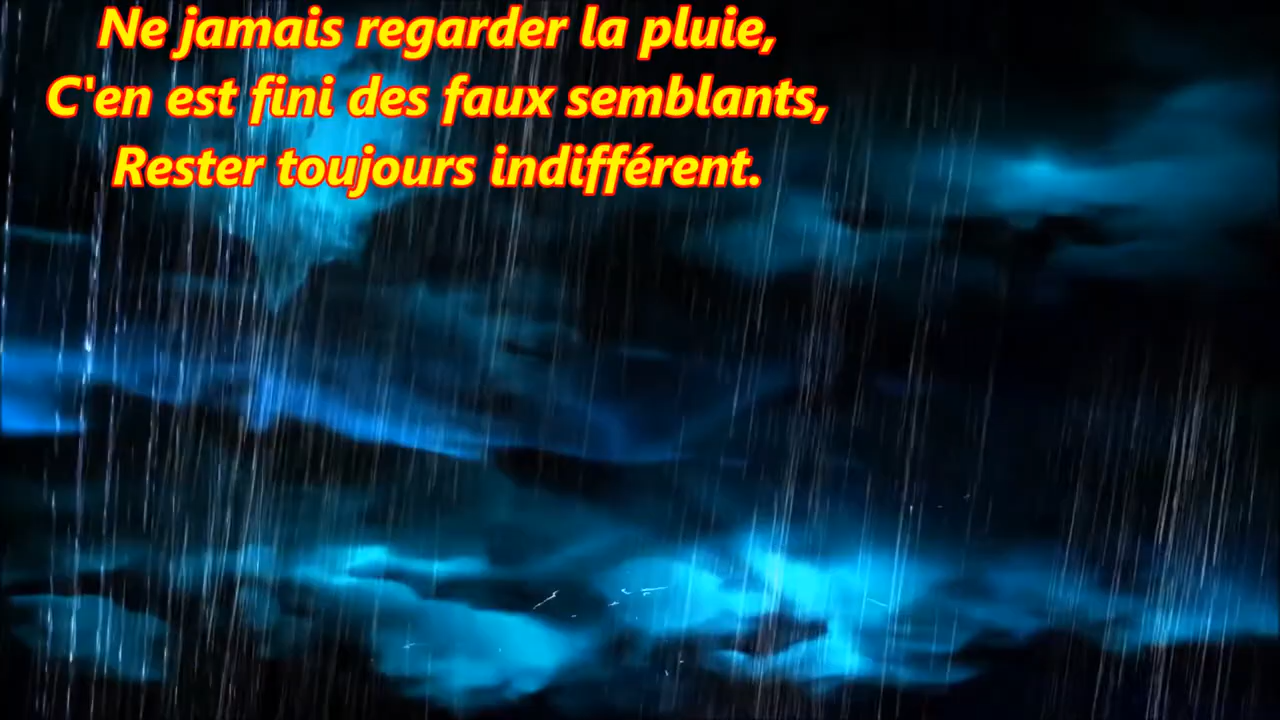 Ne jamais regarder la pluie,
C'en est fini des faux semblants,
Rester toujours indifférent.